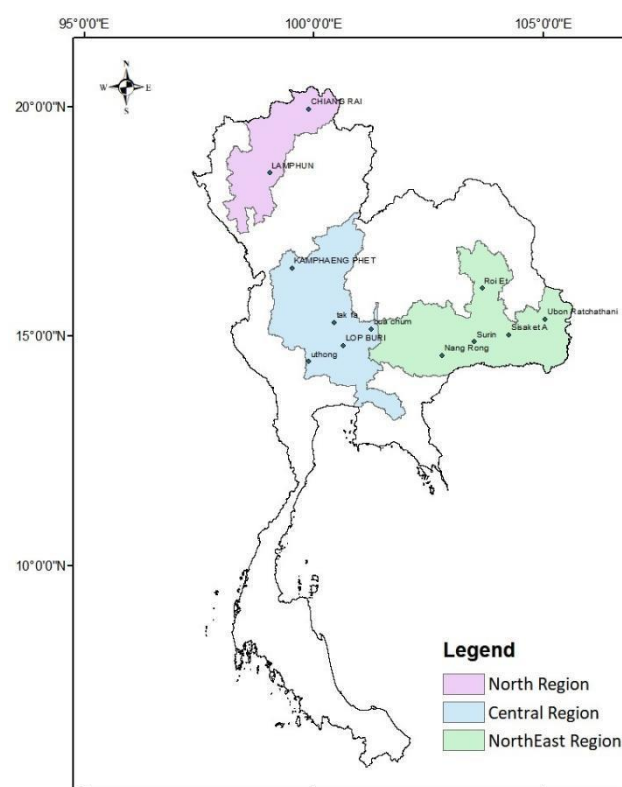 95°0'0"E 100°0'0"E 105°0'0"E
N
W E
S
20°0'0"N
CHIANG RAI
LAMPHUN
KAMPHAENG PHET
Roi Et
tak fa
bua chum
Ubon Ratchathani
15°0'0"N
Sisaket A
Surin
LOP BURI
Nang Rong
uthong
10°0'0"N
Legend
North Region
Central Region
NorthEast Region